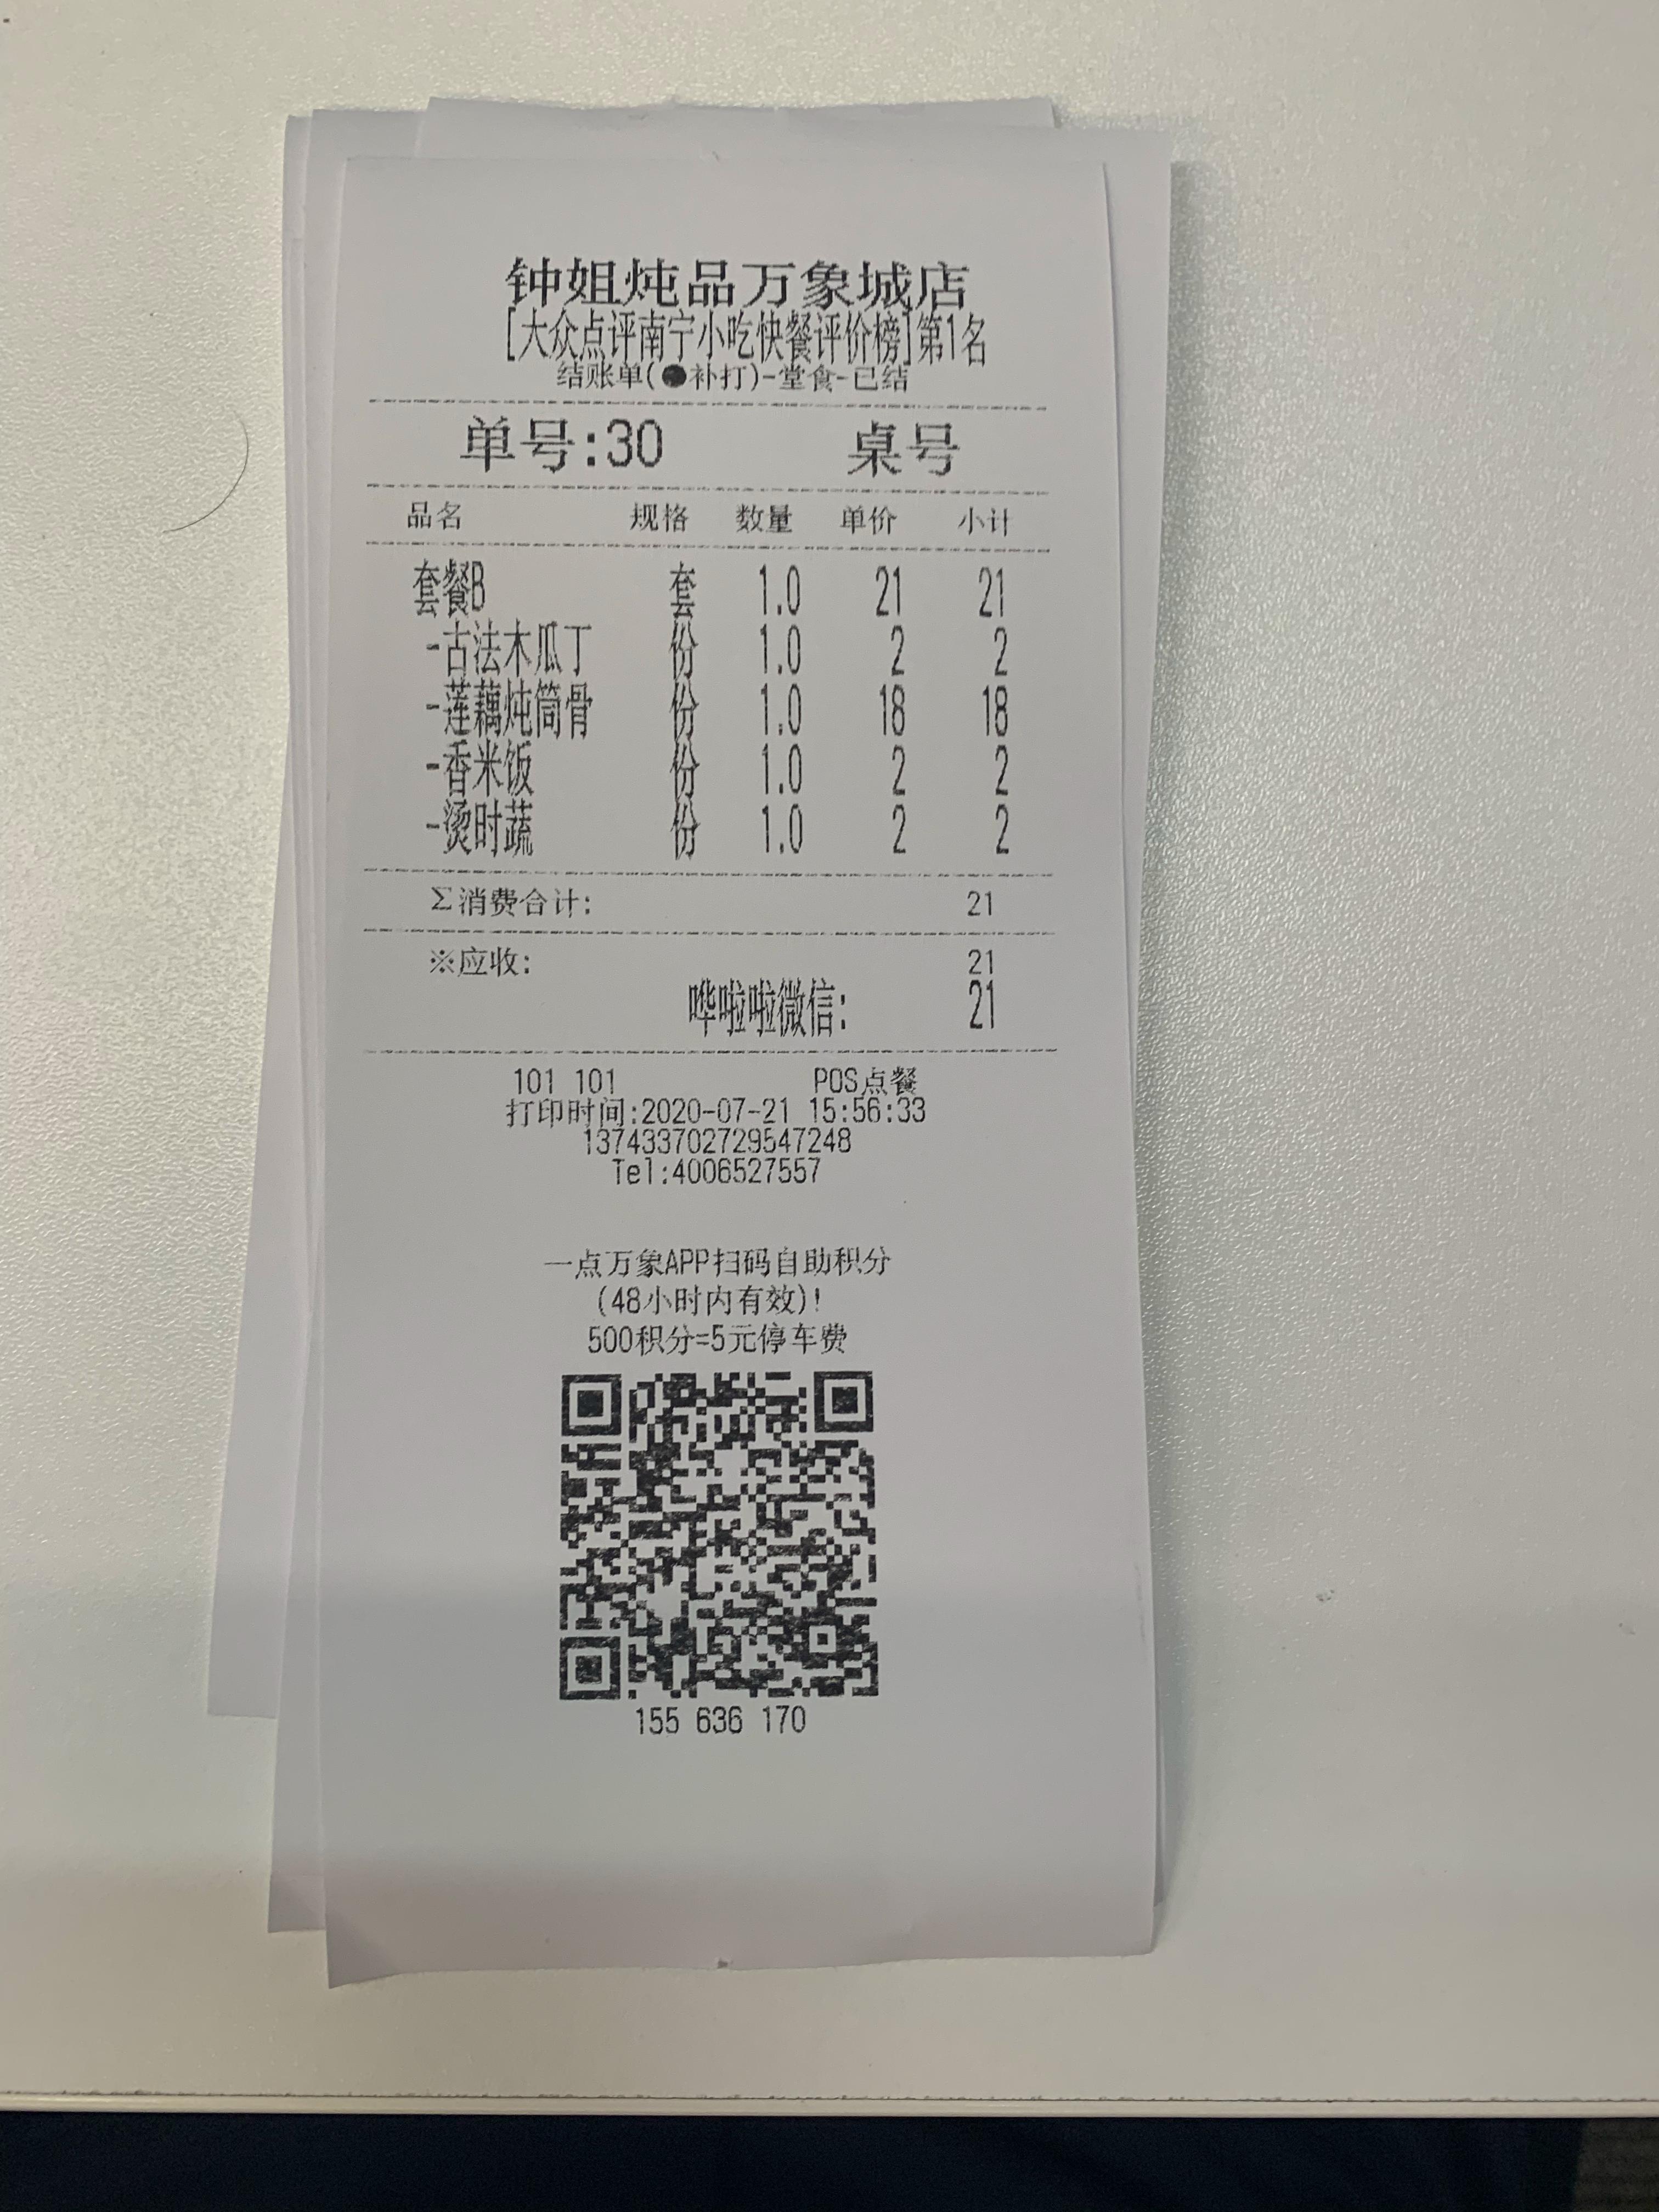 钟姐炖品万象城店
[大众点评南宁小吃快餐评价榜]第1名
结账单(●补打)-堂食-已结
单号:30 桌号
品名 规格 数量 单价 小计
套餐B 套 1.0 21 21
-古法木瓜丁 份 1.0 2 2
-莲藕炖筒骨 份 1.0 18 18
-香米饭 份 1.0 2 2
-烫时蔬 份 1.0 2 2
∑消费合计: 21
※应收: 21
哗啦啦微信: 21
101 101 POS点餐
打印时间:2020-07-21 15:56:33
137433702729547248
Tel:4006527557
一点万象APP扫码自助积分
(48小时内有效)!
500积分=5元停车费
155 636 170